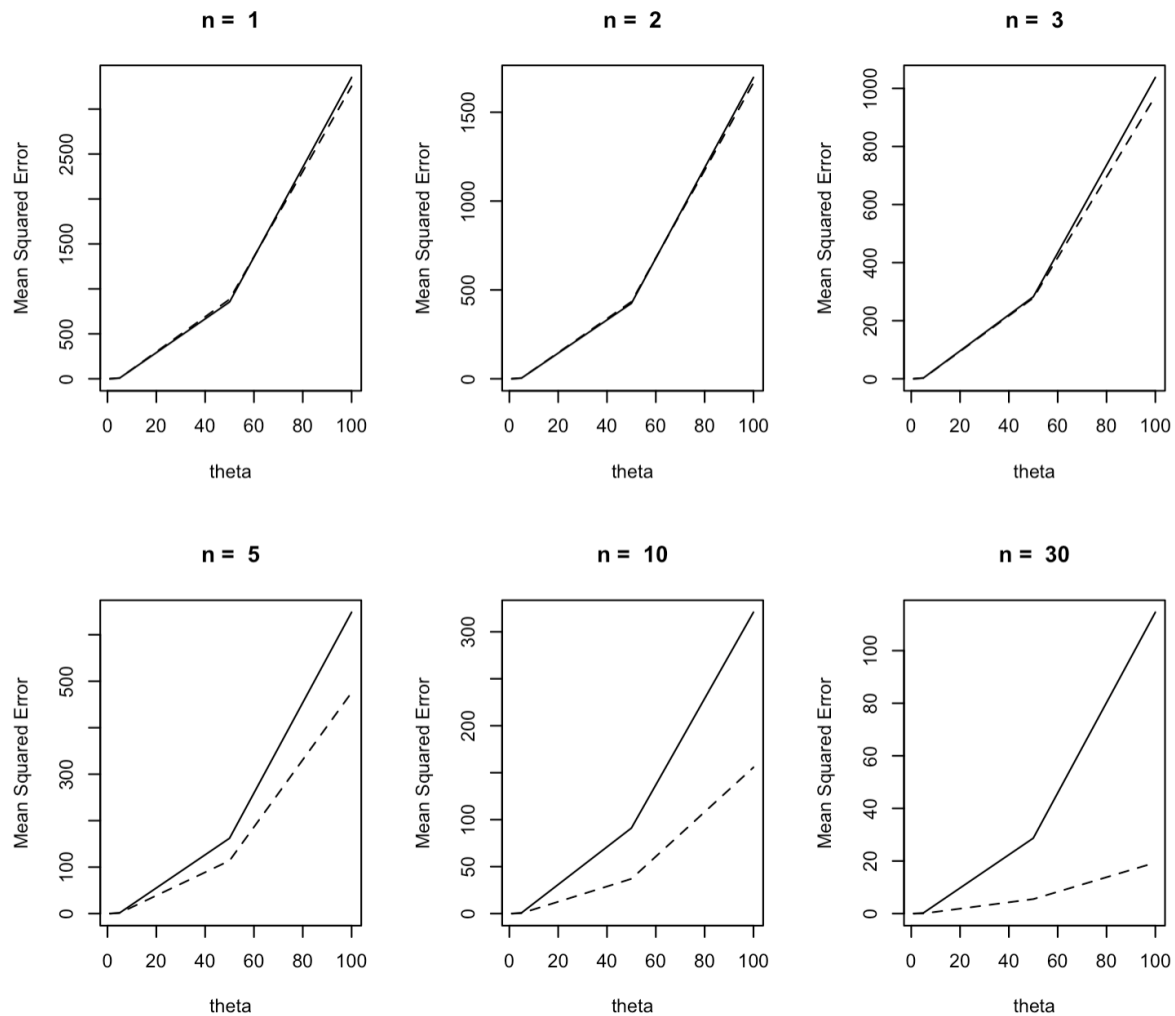 n = 1
Mean Squared Error
0
500
1500
2500
0 20 40 60 80 100
theta
n = 2
Mean Squared Error
0
500
1000
1500
0 20 40 60 80 100
theta
n = 3
Mean Squared Error
0
200
400
600
800
1000
0 20 40 60 80 100
theta
n = 5
Mean Squared Error
0
100
300
500
0 20 40 60 80 100
theta
n = 10
Mean Squared Error
0
50
100
200
300
0 20 40 60 80 100
theta
n = 30
Mean Squared Error
0
20
40
60
80
100
0 20 40 60 80 100
theta